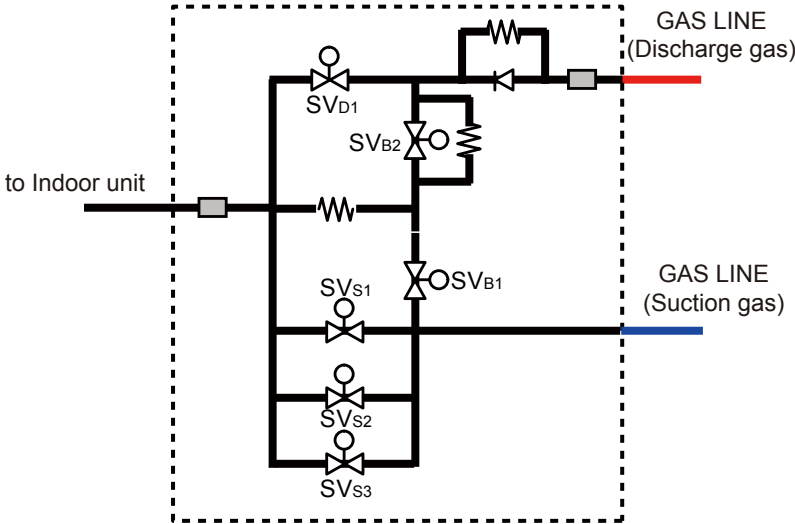 GAS LINE
(Discharge gas)
SVD1
SVB2
to Indoor unit
SVS1
SVB1
GAS LINE
(Suction gas)
SVS2
SVS3